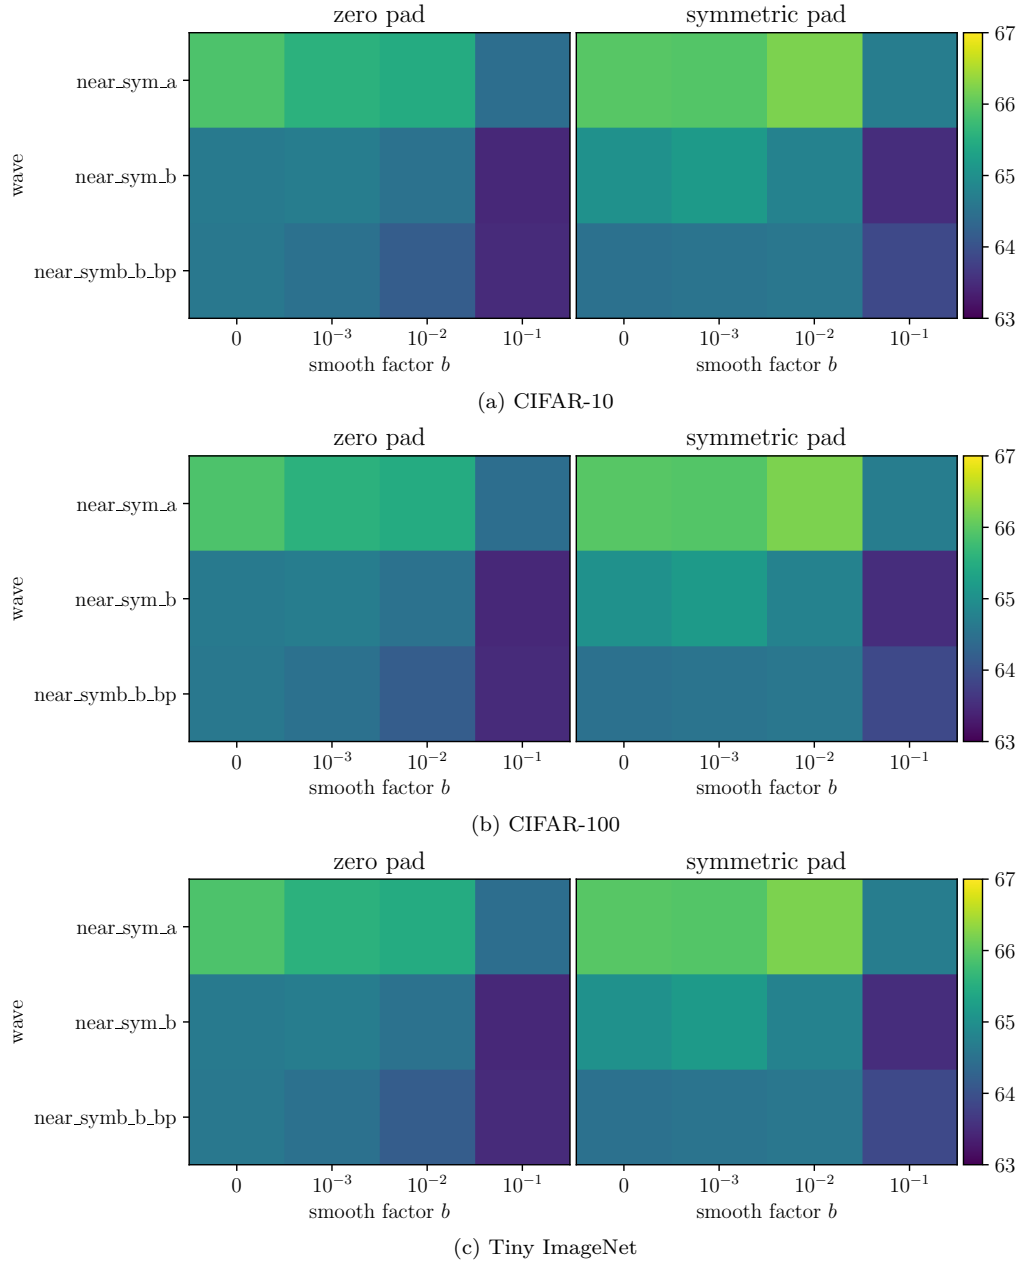 zero pad
symmetric pad
near_sym_a
near_sym_b
near_symb_b_bp
wave
0 10⁻³ 10⁻² 10⁻¹
0 10⁻³ 10⁻² 10⁻¹
smooth factor b
smooth factor b
67
66
65
64
63
(a) CIFAR-10
zero pad
symmetric pad
near_sym_a
near_sym_b
near_symb_b_bp
wave
0 10⁻³ 10⁻² 10⁻¹
0 10⁻³ 10⁻² 10⁻¹
smooth factor b
smooth factor b
67
66
65
64
63
(b) CIFAR-100
zero pad
symmetric pad
near_sym_a
near_sym_b
near_symb_b_bp
wave
0 10⁻³ 10⁻² 10⁻¹
0 10⁻³ 10⁻² 10⁻¹
smooth factor b
smooth factor b
67
66
65
64
63
(c) Tiny ImageNet